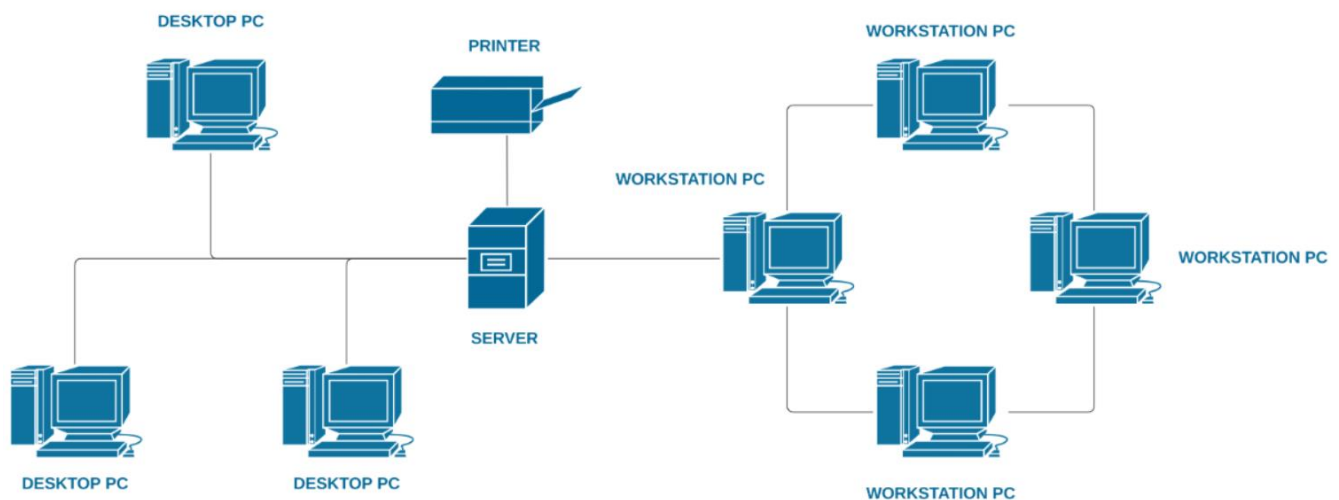 DESKTOP PC
PRINTER
WORKSTATION PC
WORKSTATION PC
WORKSTATION PC
SERVER
DESKTOP PC
DESKTOP PC
WORKSTATION PC